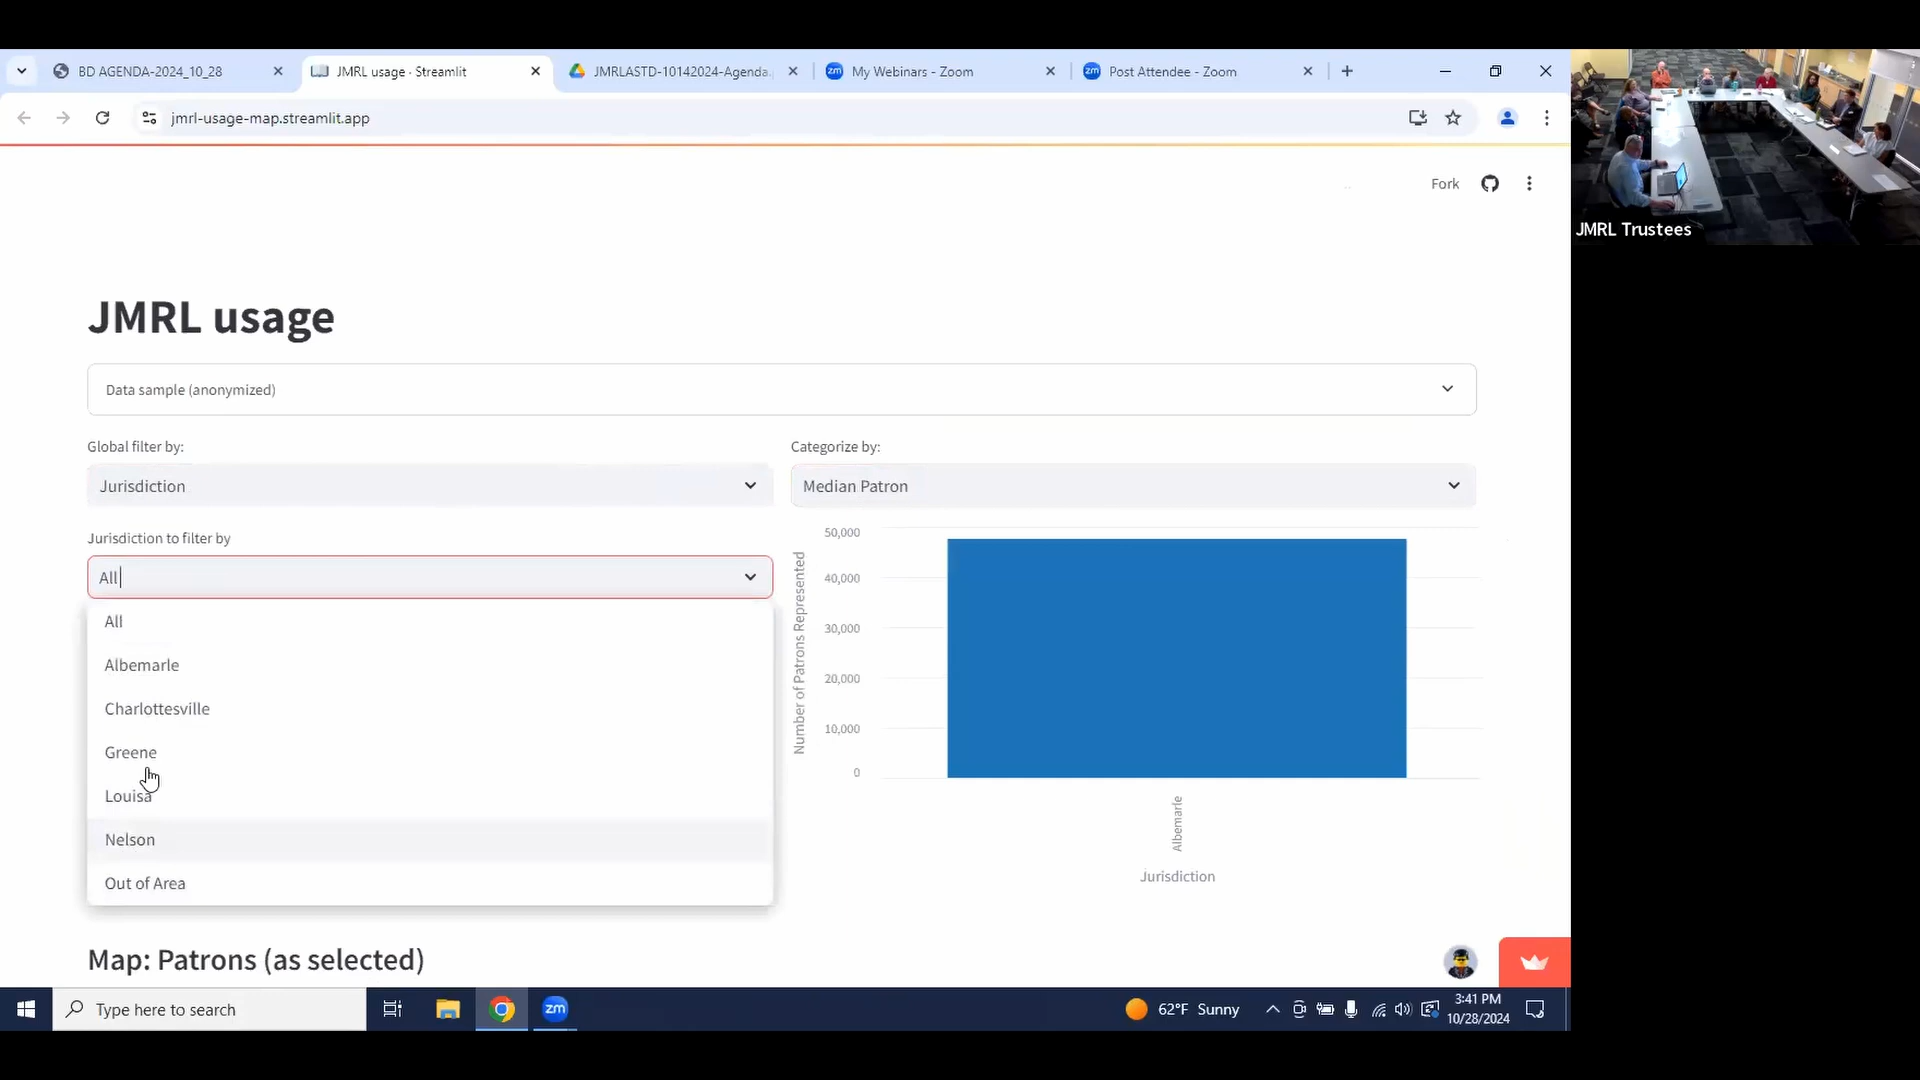 BD AGENDA-2024_10_28
JMRL usage · Streamlit
JMRLASTD-10142024-Agenda.
My Webinars - Zoom
Post Attendee - Zoom
jmrl-usage-map.streamlit.app
Fork
JMRL Trustees
JMRL usage
Data sample (anonymized)
Global filter by:
Jurisdiction
Categorize by:
Median Patron
Jurisdiction to filter by
All
All
Albemarle
Charlottesville
Greene
Louisa
Nelson
Out of Area
Number of Patrons Represented
50,000
40,000
30,000
20,000
10,000
0
Albemarle
Jurisdiction
Map: Patrons (as selected)
Type here to search
zm
62°F Sunny
3:41 PM
10/28/2024